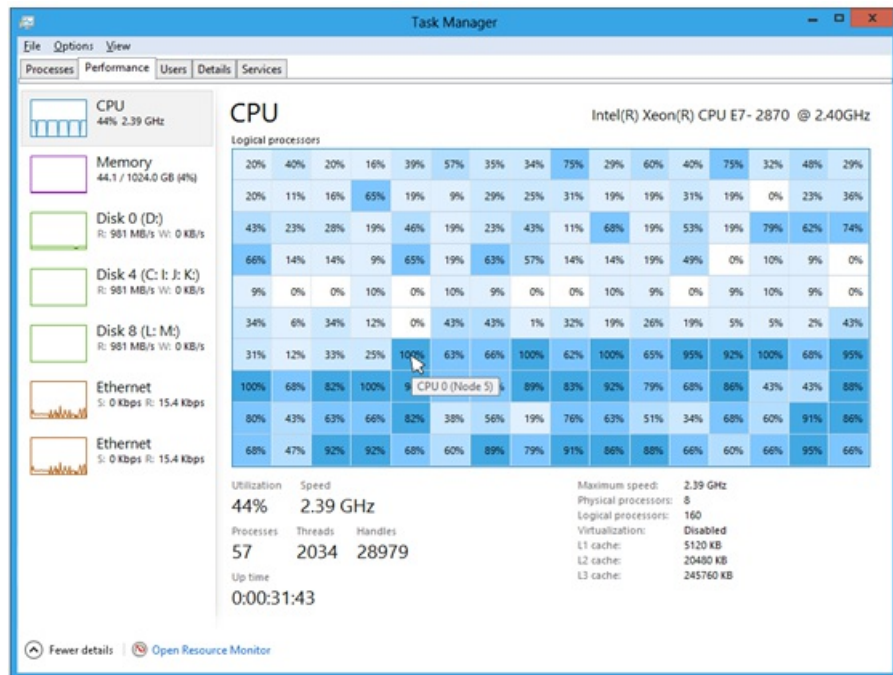 Task Manager
File Options View
Processes Performance Users Details Services
CPU
44% 2.39 GHz
Memory
44.1 / 1024.0 GB (4%)
Disk 0 (D:)
R: 981 MB/s W: 0 KB/s
Disk 4 (C: I: J: K:)
R: 981 MB/s W: 0 KB/s
Disk 8 (L: M:)
R: 981 MB/s W: 0 KB/s
Ethernet
S: 0 Kbps R: 15.4 Kbps
Ethernet
S: 0 Kbps R: 15.4 Kbps
CPU Intel(R) Xeon(R) CPU E7- 2870 @ 2.40GHz
Logical processors
20% 40% 20% 16% 39% 57% 35% 34% 75% 29% 60% 40% 75% 32% 48% 29%
20% 11% 16% 65% 19% 9% 29% 25% 31% 19% 19% 31% 19% 0% 23% 36%
43% 23% 28% 19% 46% 19% 23% 43% 11% 68% 19% 53% 19% 79% 62% 74%
66% 14% 14% 9% 65% 19% 63% 57% 14% 14% 19% 49% 0% 10% 9% 0%
9% 0% 0% 10% 0% 10% 9% 0% 0% 10% 9% 0% 9% 10% 9% 0%
34% 6% 34% 12% 0% 43% 43% 1% 32% 19% 26% 19% 5% 5% 2% 43%
31% 12% 33% 25% 100% 63% 66% 100% 62% 100% 65% 95% 92% 100% 68% 95%
100% 68% 82% 100% CPU 0 (Node 5) 89% 83% 92% 79% 68% 86% 43% 43% 88%
80% 43% 63% 66% 82% 38% 56% 19% 76% 63% 51% 34% 68% 60% 91% 86%
68% 47% 92% 92% 68% 60% 89% 79% 91% 86% 88% 66% 60% 66% 95% 66%
Utilization Speed
44% 2.39 GHz
Processes Threads Handles
57 2034 28979
Up time
0:00:31:43
Maximum speed: 2.39 GHz
Physical processors: 8
Logical processors: 160
Virtualization: Disabled
L1 cache: 5120 KB
L2 cache: 20480 KB
L3 cache: 245760 KB
Fewer details Open Resource Monitor